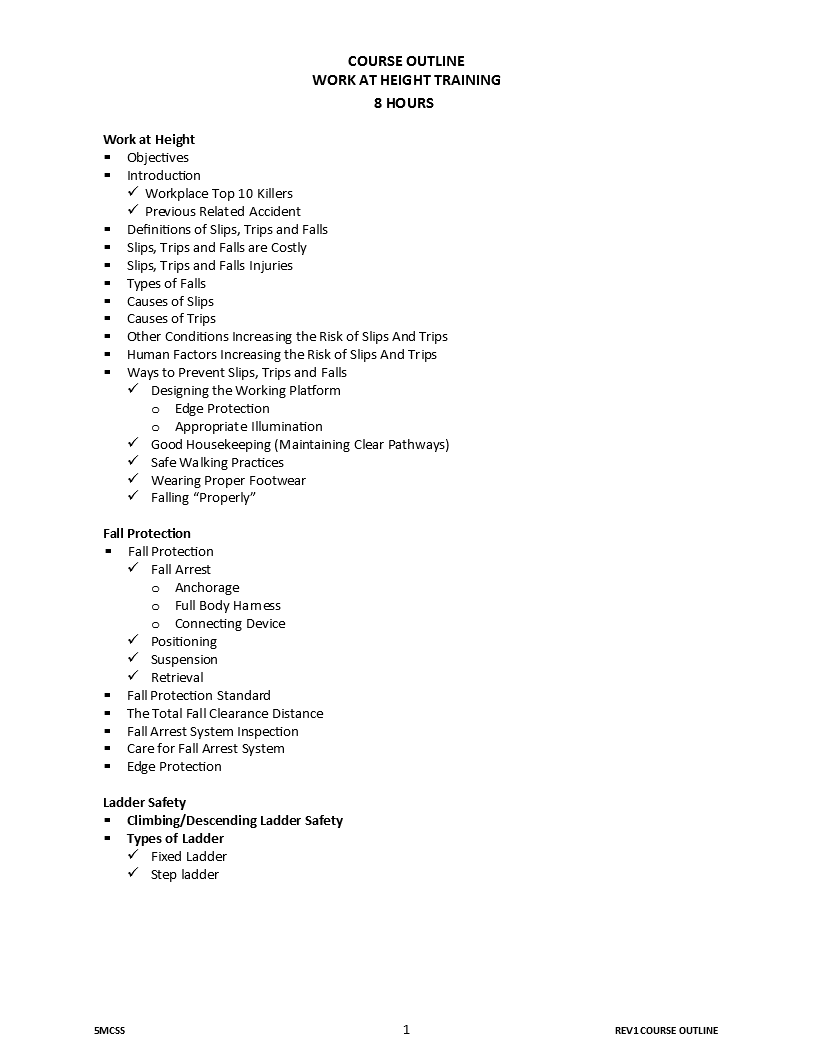 COURSE OUTLINE
WORK AT HEIGHT TRAINING
8 HOURS
Work at Height
▪ Objectives
▪ Introduction
✓ Workplace Top 10 Killers
✓ Previous Related Accident
▪ Definitions of Slips, Trips and Falls
▪ Slips, Trips and Falls are Costly
▪ Slips, Trips and Falls Injuries
▪ Types of Falls
▪ Causes of Slips
▪ Causes of Trips
▪ Other Conditions Increasing the Risk of Slips And Trips
▪ Human Factors Increasing the Risk of Slips And Trips
▪ Ways to Prevent Slips, Trips and Falls
✓ Designing the Working Platform
o Edge Protection
o Appropriate Illumination
✓ Good Housekeeping (Maintaining Clear Pathways)
✓ Safe Walking Practices
✓ Wearing Proper Footwear
✓ Falling “Properly”
Fall Protection
▪ Fall Protection
✓ Fall Arrest
o Anchorage
o Full Body Harness
o Connecting Device
✓ Positioning
✓ Suspension
✓ Retrieval
▪ Fall Protection Standard
▪ The Total Fall Clearance Distance
▪ Fall Arrest System Inspection
▪ Care for Fall Arrest System
▪ Edge Protection
Ladder Safety
▪ Climbing/Descending Ladder Safety
▪ Types of Ladder
✓ Fixed Ladder
✓ Step ladder
5MCSS 1 REV1 COURSE OUTLINE